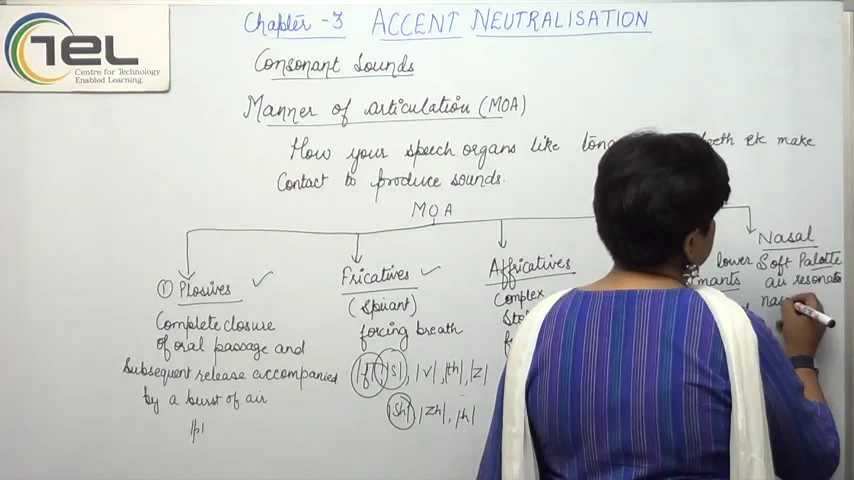 TEL
Centre for Technology
Enabled Learning
Chapter - 3 ACCENT NEUTRALISATION
Consonant Sounds
Manner of articulation (MOA)
How your speech organs like teeth etc make
Contact to produce sounds.
MOA
① Plosives
Complete closure
of oral passage and
Subsequent release accompanied
by a burst of air
|p|
Fricatives
(Spirant)
forcing breath
|f|, |s|, |v|, |th|, |z|
|sh| |zh|, |h|
Affricatives
Complex
lower
Nasal
Soft Palatte
air resonate